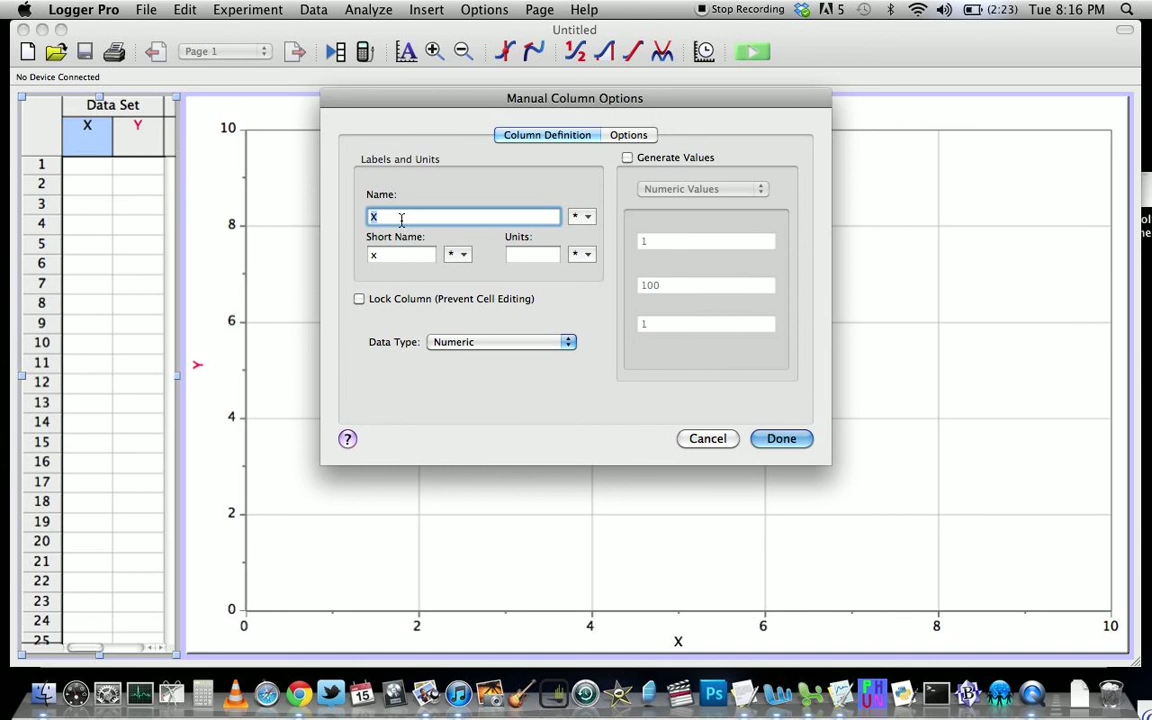 Logger Pro File Edit Experiment Data Analyze Insert Options Page Help Stop Recording 5 (2:23) Tue 8:16 PM
Untitled
Page 1
No Device Connected
Data Set
X Y
1
2
3
4
5
6
7
8
9
10
11
12
13
14
15
16
17
18
19
20
21
22
23
24
25
Manual Column Options
Column Definition Options
Labels and Units
Generate Values
Name:
X
*
Numeric Values
Short Name: Units:
x
* *
1
100
1
Lock Column (Prevent Cell Editing)
Data Type: Numeric
? Cancel Done
10
8
6
4
2
0
Y
0 2 4 6 8 10
X
15
Ps
PHUN